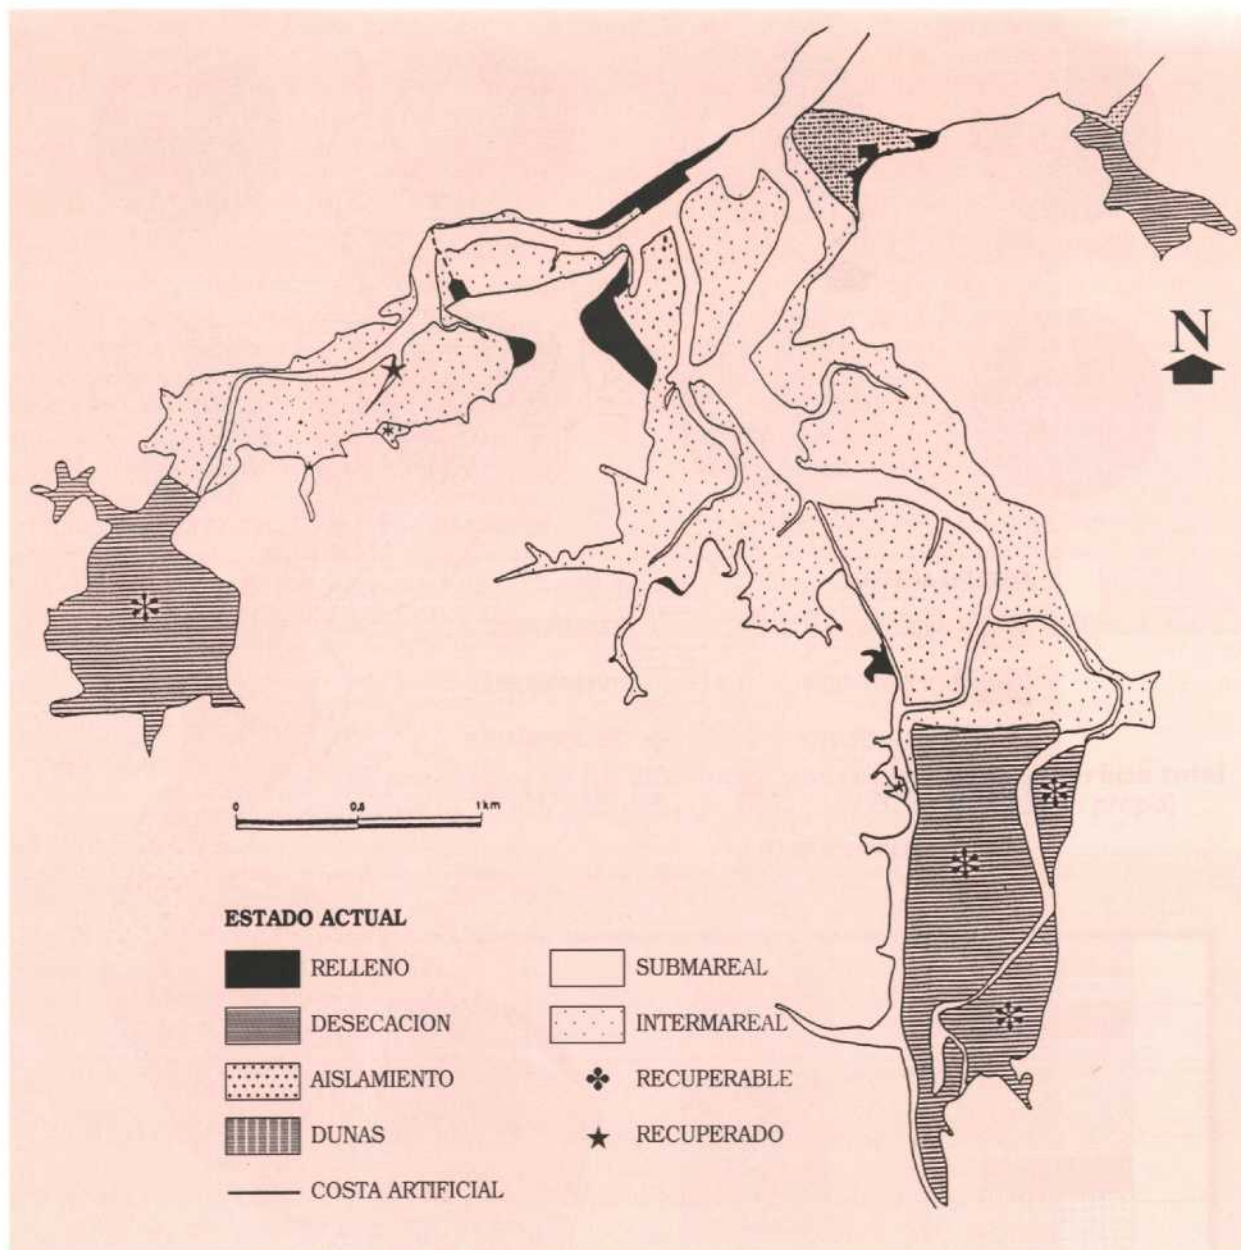 N
0 0,5 1 km
ESTADO ACTUAL
RELLENO
SUBMAREAL
DESECACION
INTERMAREAL
AISLAMIENTO
RECUPERABLE
DUNAS
RECUPERADO
COSTA ARTIFICIAL